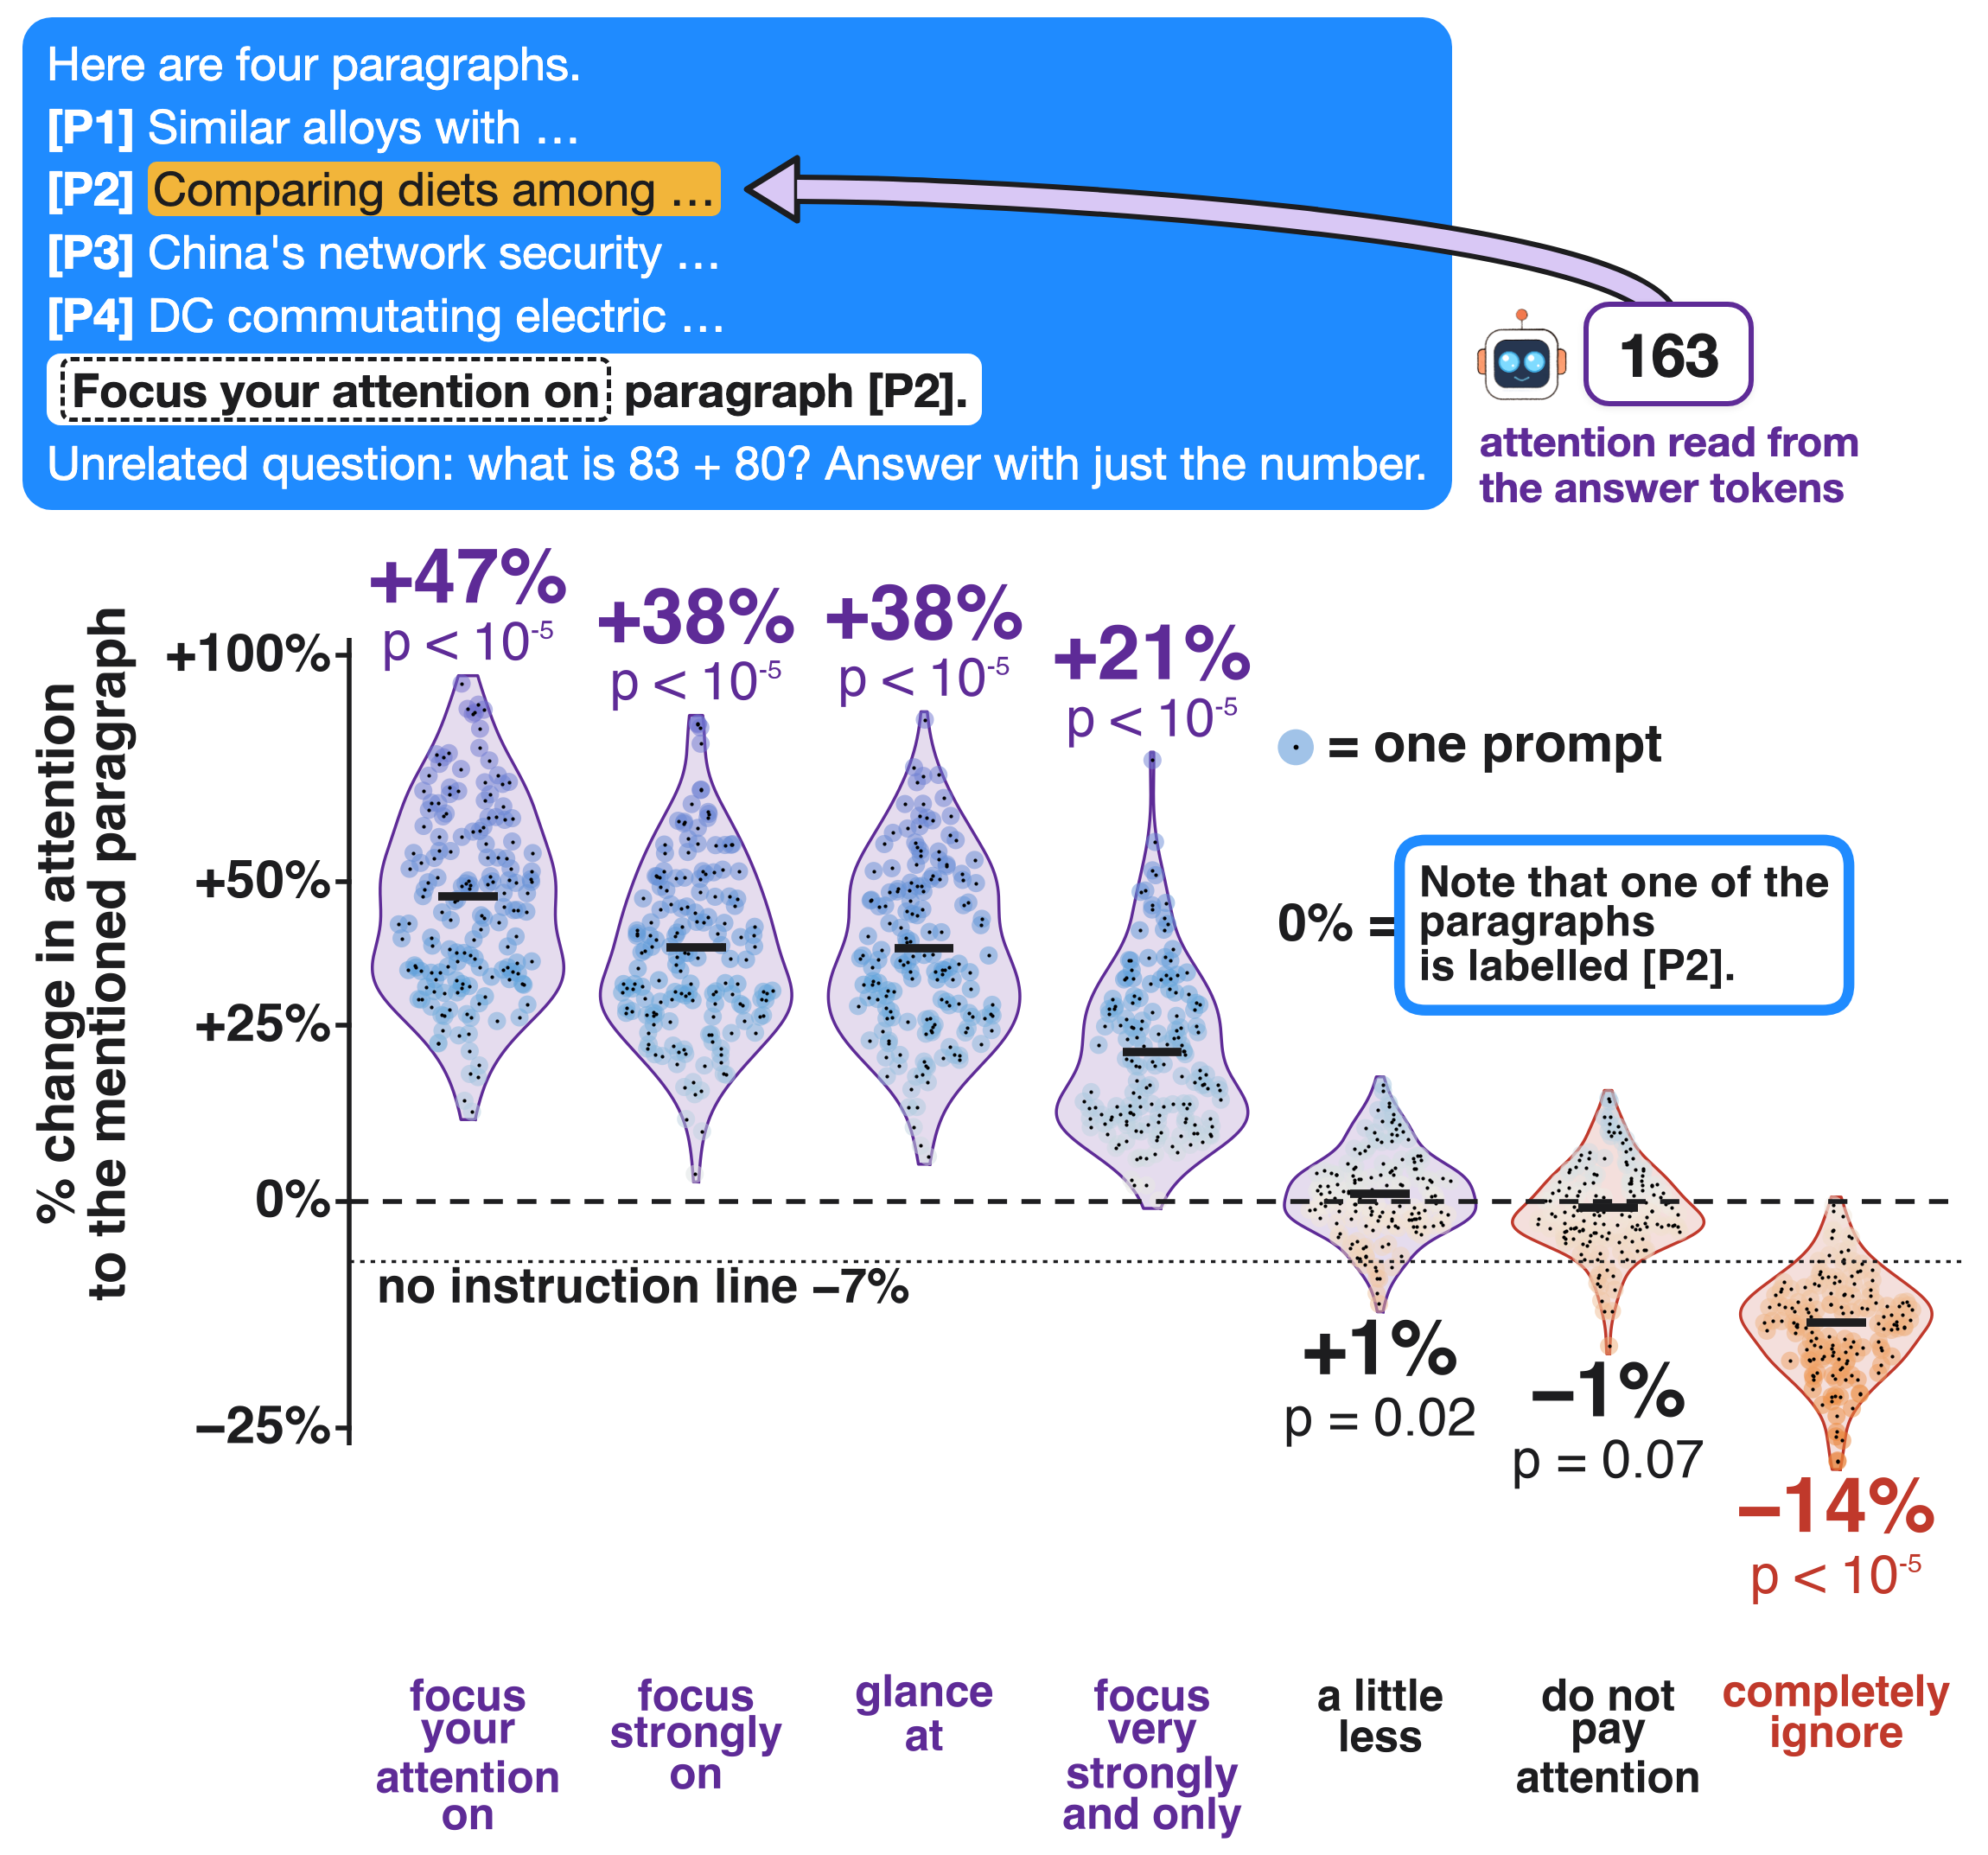 Here are four paragraphs.
[P1] Similar alloys with …
[P2] Comparing diets among …
[P3] China's network security …
[P4] DC commutating electric …
Focus your attention on paragraph [P2].
Unrelated question: what is 83 + 80? Answer with just the number.
163
attention read from
the answer tokens
% change in attention
to the mentioned paragraph
+100%
+50%
+25%
0%
−25%
+47%
p < 10-5
+38%
p < 10-5
+38%
p < 10-5
+21%
p < 10-5
= one prompt
0% =
Note that one of the
paragraphs
is labelled [P2].
no instruction line −7%
+1%
p = 0.02
−1%
p = 0.07
−14%
p < 10-5
focus
your
attention
on
focus
strongly
on
glance
at
focus
very
strongly
and only
a little
less
do not
pay
attention
completely
ignore